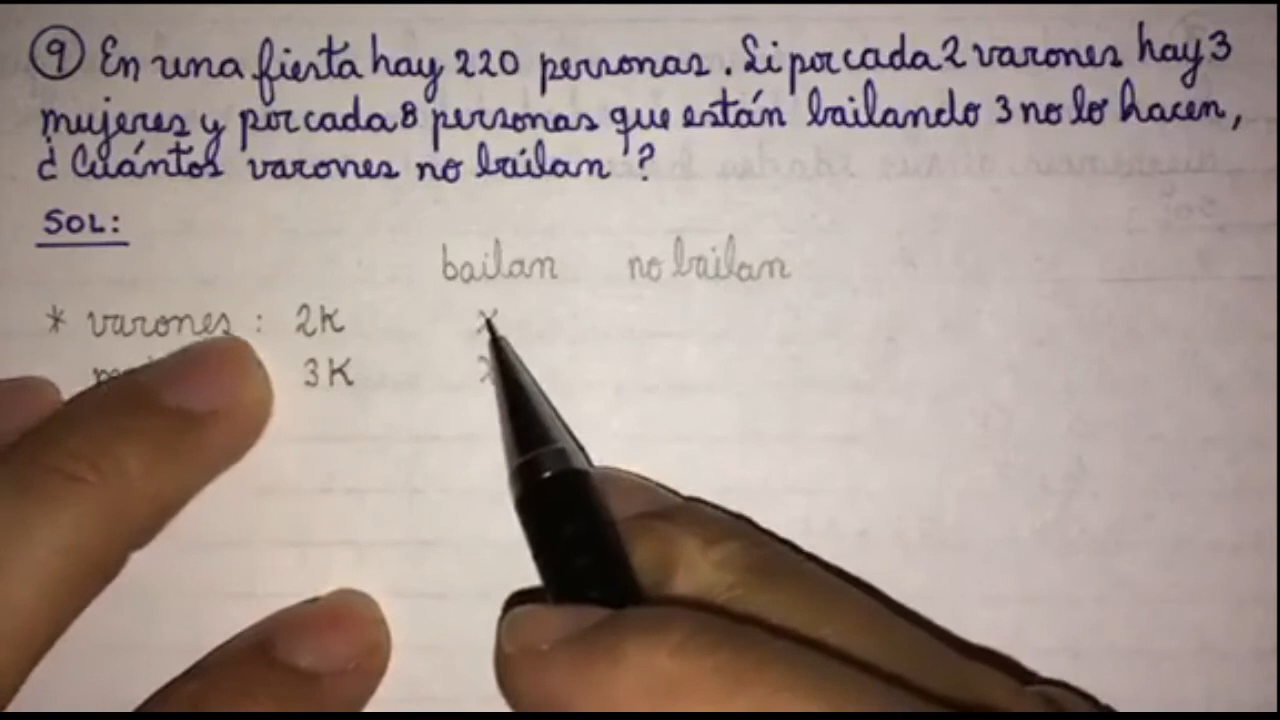 9 En una fiesta hay 220 personas. Si por cada 2 varones hay 3
mujeres y por cada 8 personas que están bailando 3 no lo hacen,
¿Cuántos varones no bailan?
SOL:
bailan no bailan
* varones : 2K x
3K